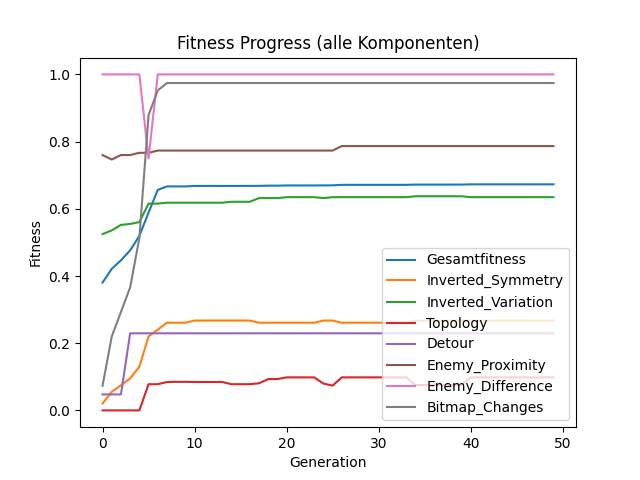 Fitness Progress (alle Komponenten)
1.0
0.8
0.6
0.4
0.2
0.0
Fitness
Gesamtfitness
Inverted_Symmetry
Inverted_Variation
Topology
Detour
Enemy_Proximity
Enemy_Difference
Bitmap_Changes
0 10 20 30 40 50
Generation